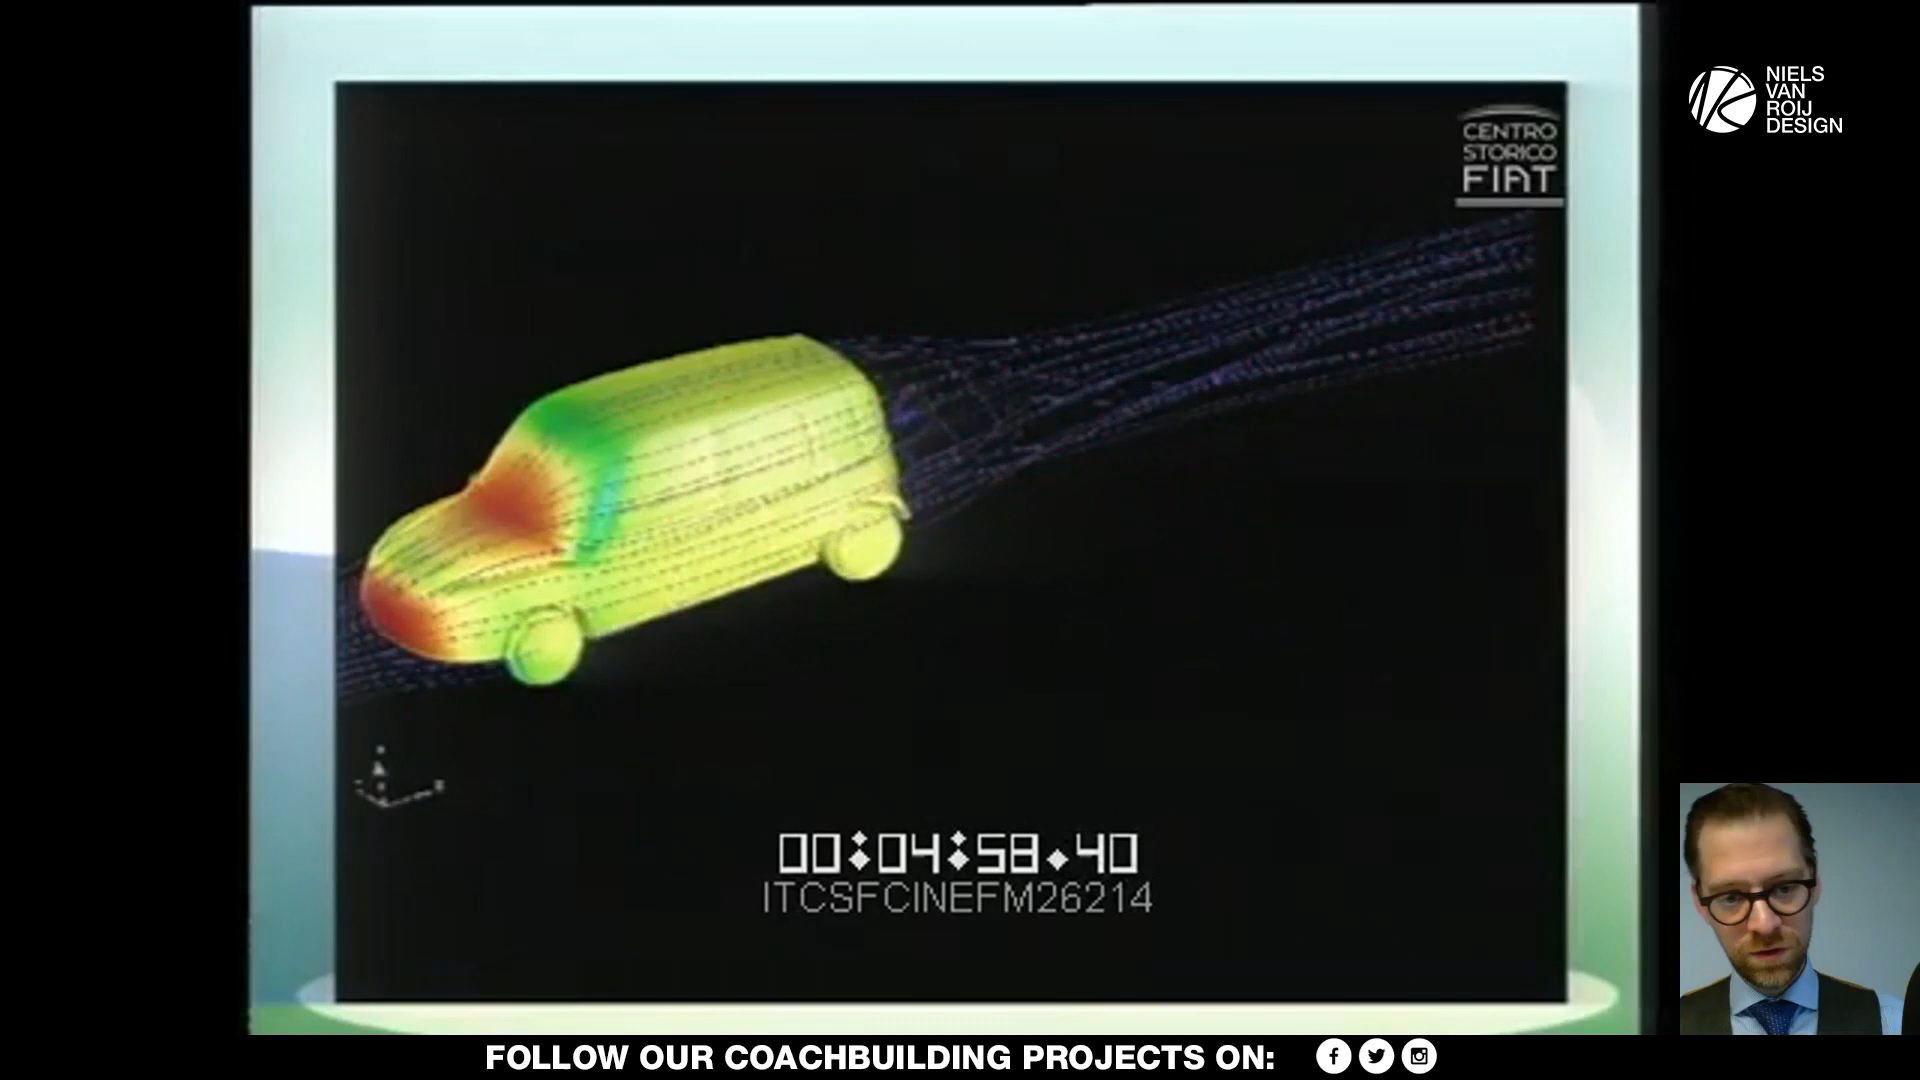 CENTRO
STORICO
FIAT
NIELS
VAN
ROIJ
DESIGN
00:04:58.40
ITCSFCINEFM26214
FOLLOW OUR COACHBUILDING PROJECTS ON: